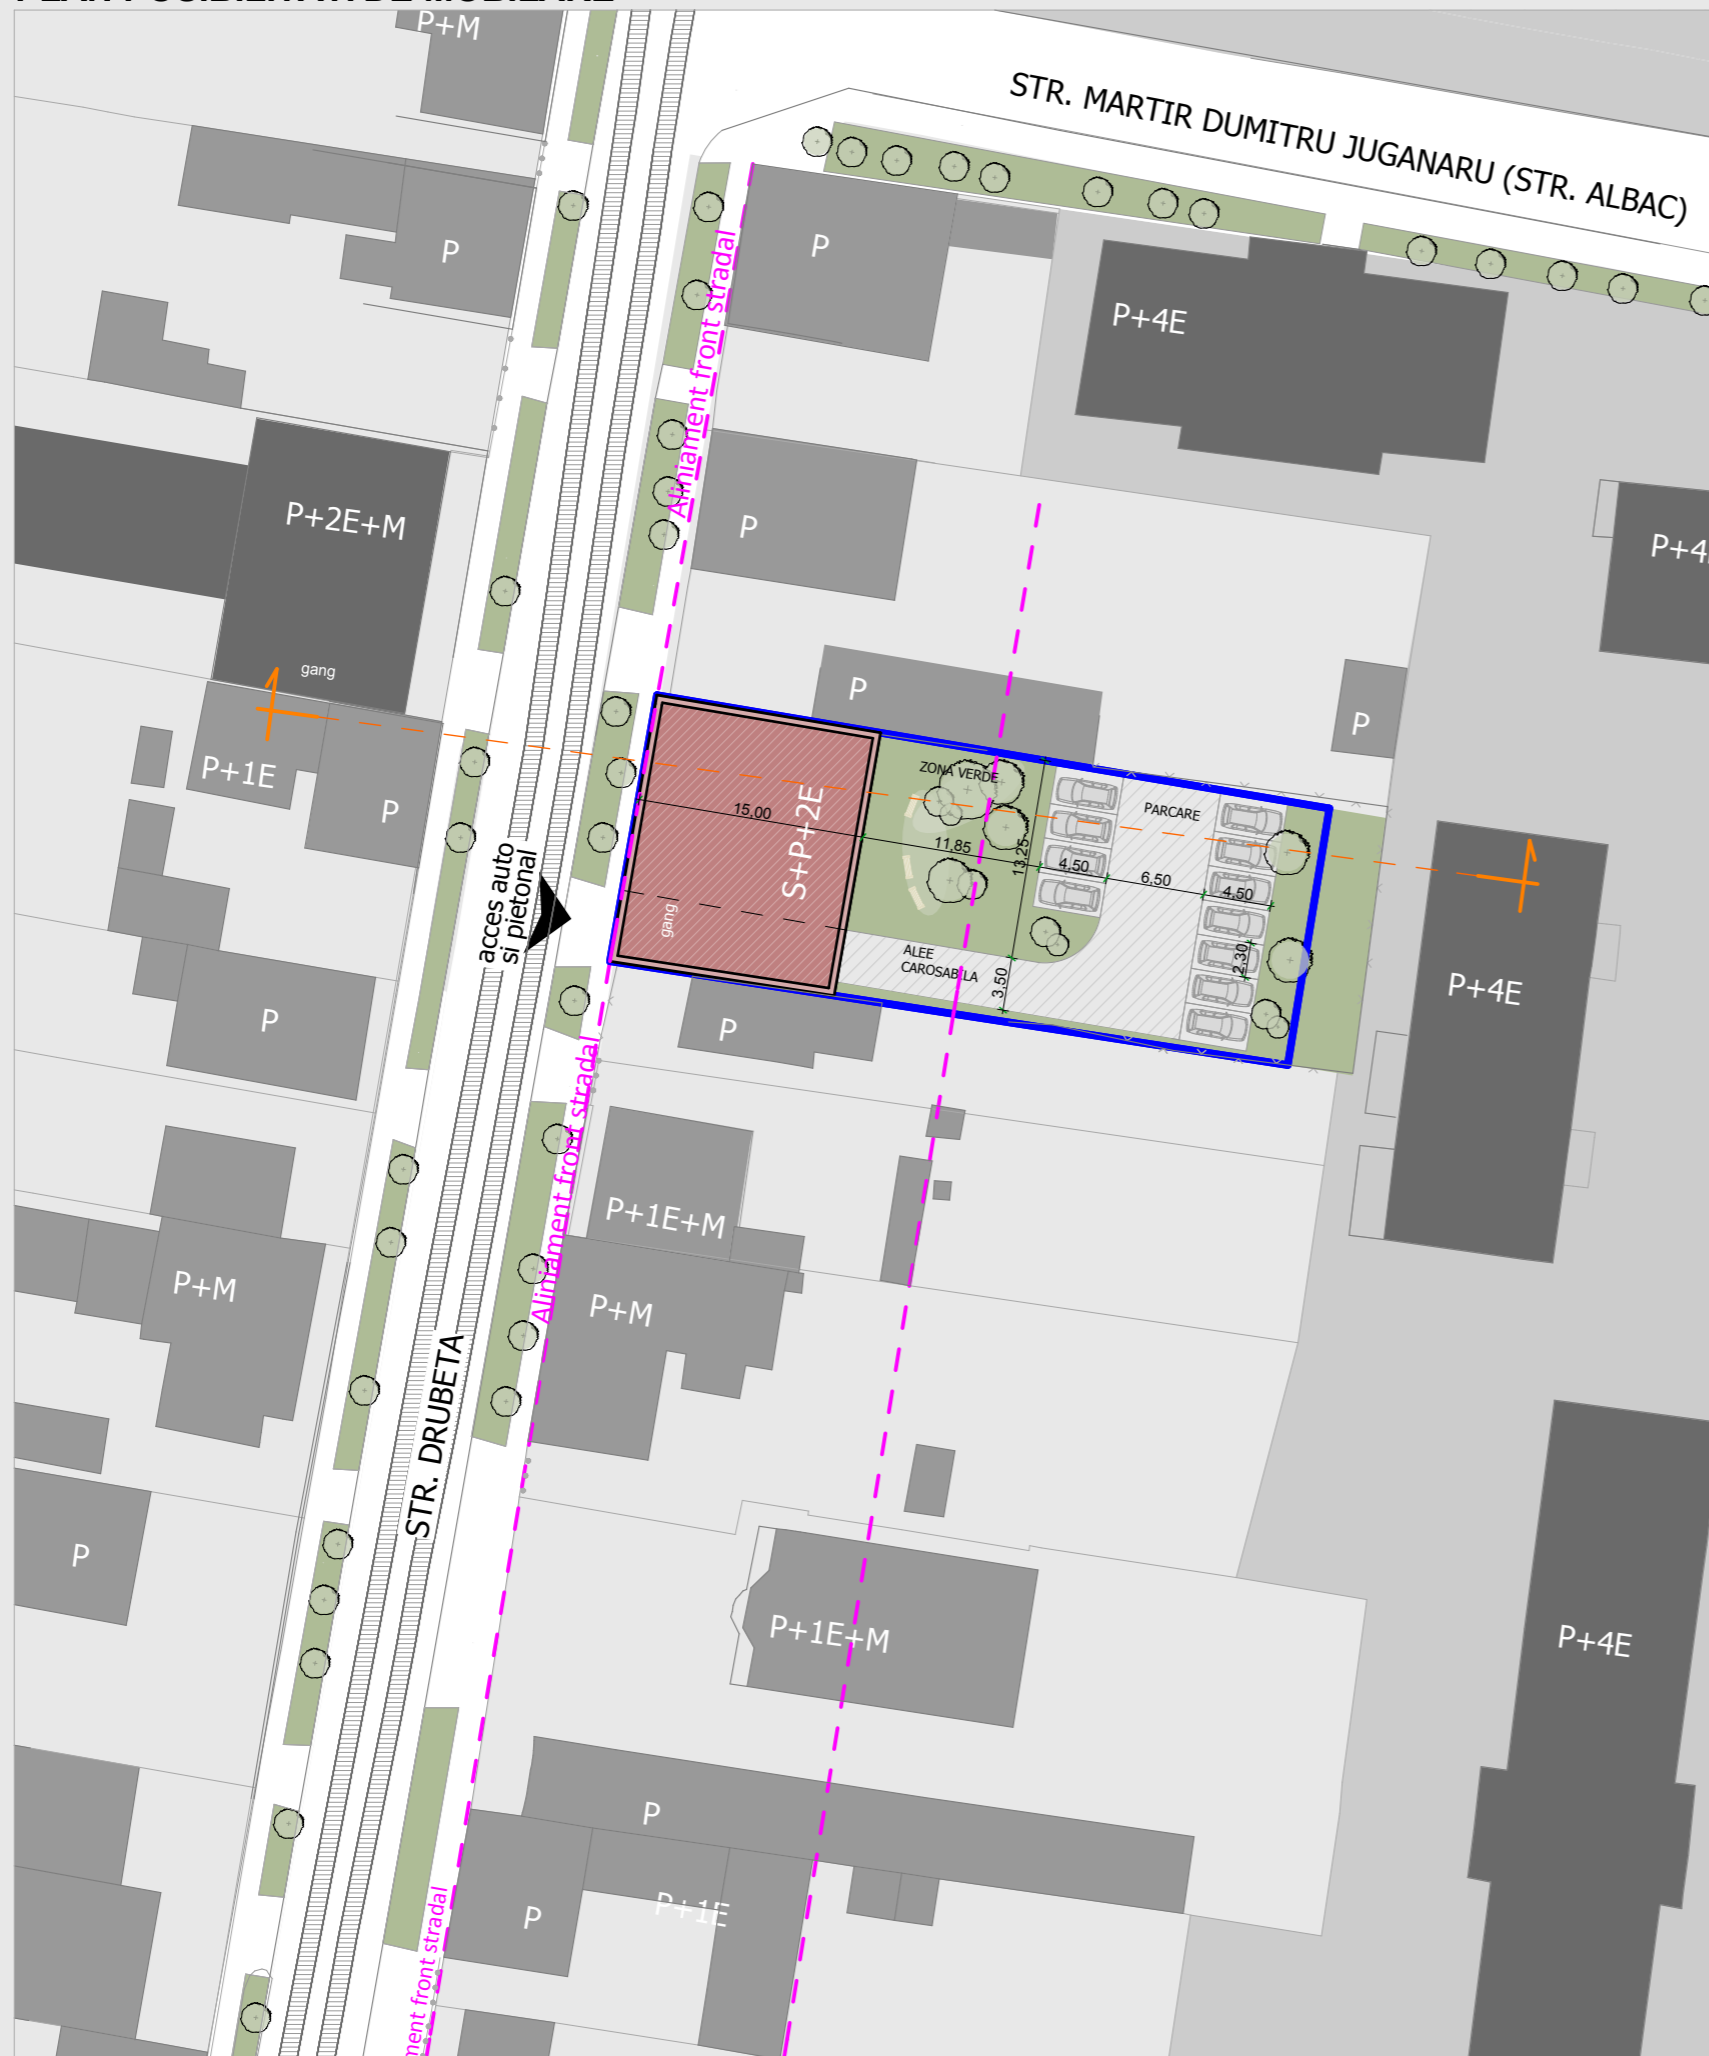 P+M
STR. MARTIR DUMITRU JUGANARU (STR. ALBAC)
P
P
Aliniament front stradal
P+4E
P+2E+M
P
P+4
gang
P
P
P+1E
P
ZONA VERDE
PARCARE
15,00
S+P+2E
11,85
13,25
4,50
6,50
4,50
acces auto
si pietonal
gang
ALEE
CAROSABILA
3,50
2,30
P+4E
P
P
Aliniament front stradal
P+1E+M
P+M
P+M
STR. DRUBETA
P
P+1E+M
P+4E
P
P+1E
P
ment front stradal